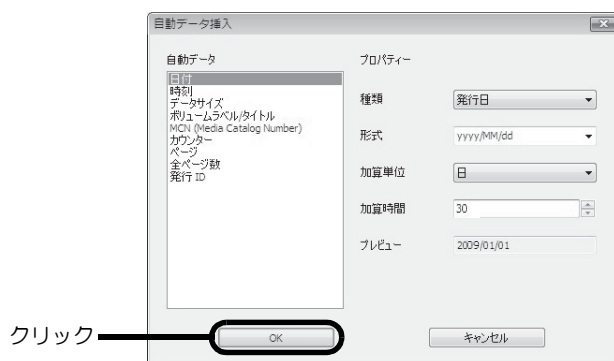 自動データ挿入
自動データ
日付
時刻
データサイズ
ボリュームラベル/タイトル
MCN (Media Catalog Number)
カウンター
ページ
全ページ数
発行 ID
プロパティー
種類 発行日
形式 yyyy/MM/dd
加算単位 日
加算時間 30
プレビュー 2009/01/01
クリック
OK キャンセル